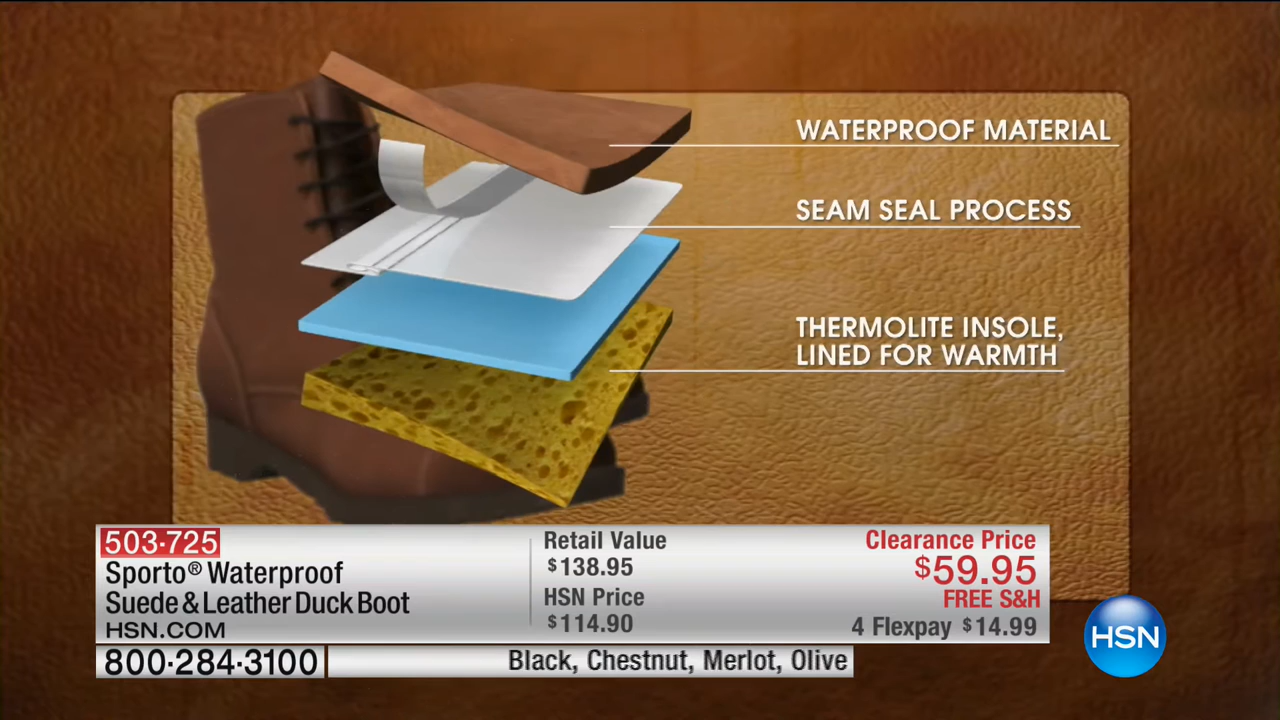 WATERPROOF MATERIAL
SEAM SEAL PROCESS
THERMOLITE INSOLE,
LINED FOR WARMTH
503·725
Sporto® Waterproof
Suede & Leather Duck Boot
HSN.COM
800·284·3100
Retail Value
$138.95
HSN Price
$114.90
Clearance Price
$59.95
FREE S&H
4 Flexpay $14.99
Black, Chestnut, Merlot, Olive
HSN